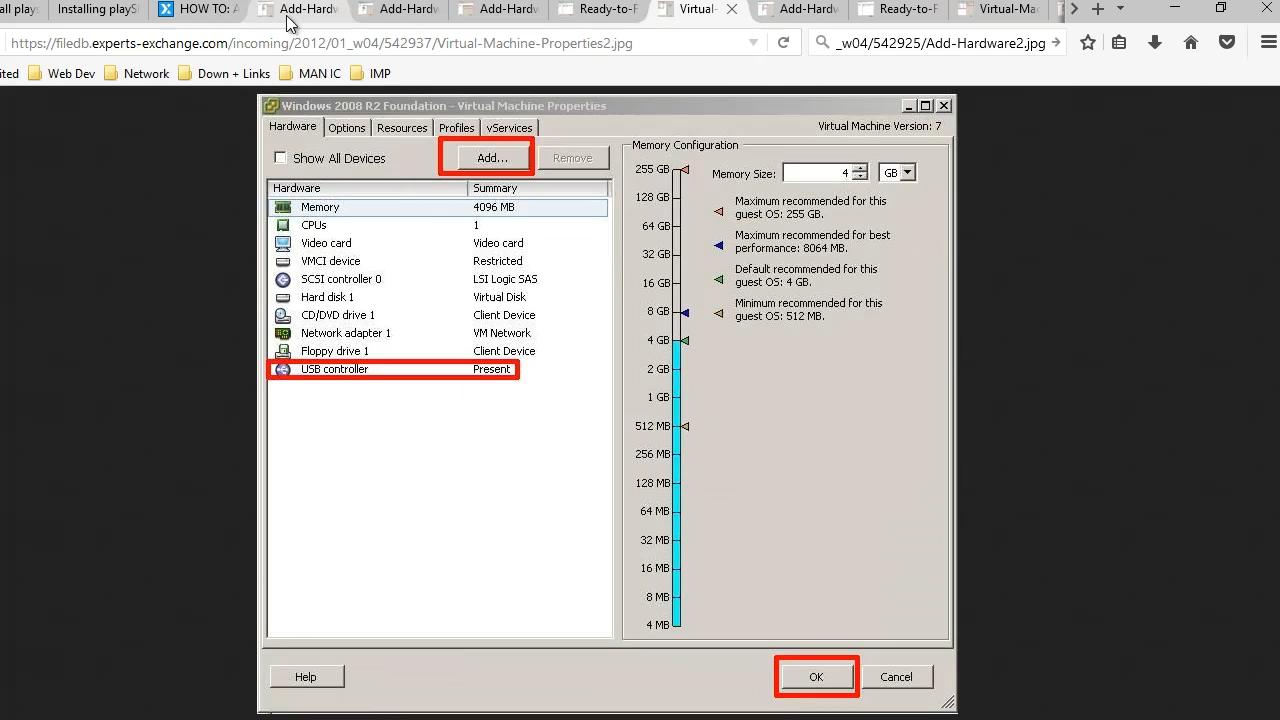 all play: Installing playS HOW TO: A Add-Hardw Add-Hardw Add-Hardw Ready-to-F Virtual- Add-Hardw Ready-to-F Virtual-Mac
https://filedb.experts-exchange.com/incoming/2012/01_w04/542937/Virtual-Machine-Properties2.jpg _w04/542925/Add-Hardware2.jpg
ited Web Dev Network Down + Links MAN IC IMP
Windows 2008 R2 Foundation - Virtual Machine Properties
Hardware Options Resources Profiles vServices Virtual Machine Version: 7
Show All Devices Add... Remove
Hardware Summary
Memory 4096 MB
CPUs 1
Video card Video card
VMCI device Restricted
SCSI controller 0 LSI Logic SAS
Hard disk 1 Virtual Disk
CD/DVD drive 1 Client Device
Network adapter 1 VM Network
Floppy drive 1 Client Device
USB controller Present
Memory Configuration
255 GB
128 GB
64 GB
32 GB
16 GB
8 GB
4 GB
2 GB
1 GB
512 MB
256 MB
128 MB
64 MB
32 MB
16 MB
8 MB
4 MB
Memory Size: 4 GB
Maximum recommended for this
guest OS: 255 GB.
Maximum recommended for best
performance: 8064 MB.
Default recommended for this
guest OS: 4 GB.
Minimum recommended for this
guest OS: 512 MB.
Help OK Cancel